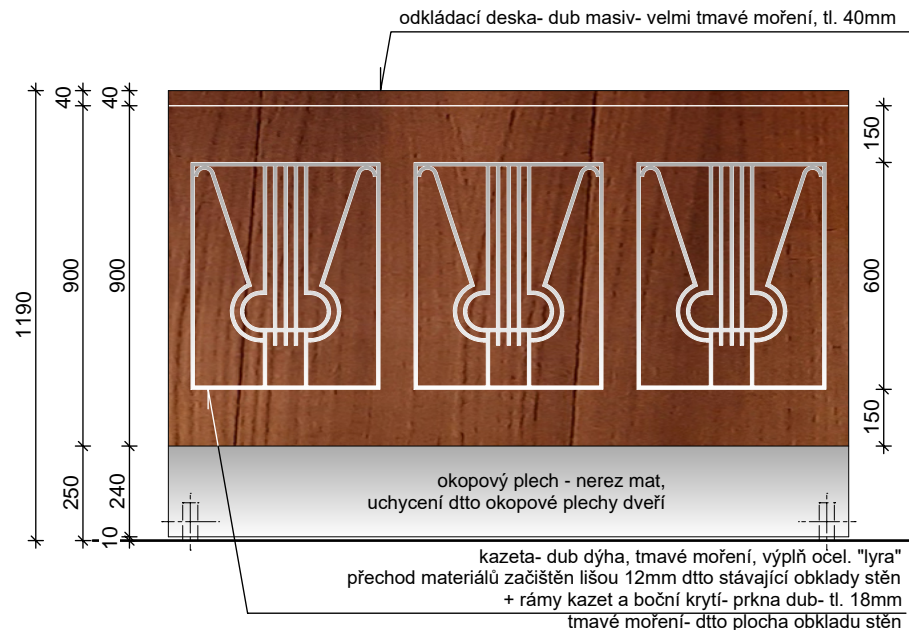 odkládací deska- dub masiv- velmi tmavé moření, tl. 40mm
40
40
1190
900
900
150
600
150
250
240
10
okopový plech - nerez mat,
uchycení dtto okopové plechy dveří
kazeta- dub dýha, tmavé moření, výplň ocel. "lyra"
přechod materiálů začištěn lišou 12mm dtto stávající obklady stěn
+ rámy kazet a boční krytí- prkna dub- tl. 18mm
tmavé moření- dtto plocha obkladu stěn